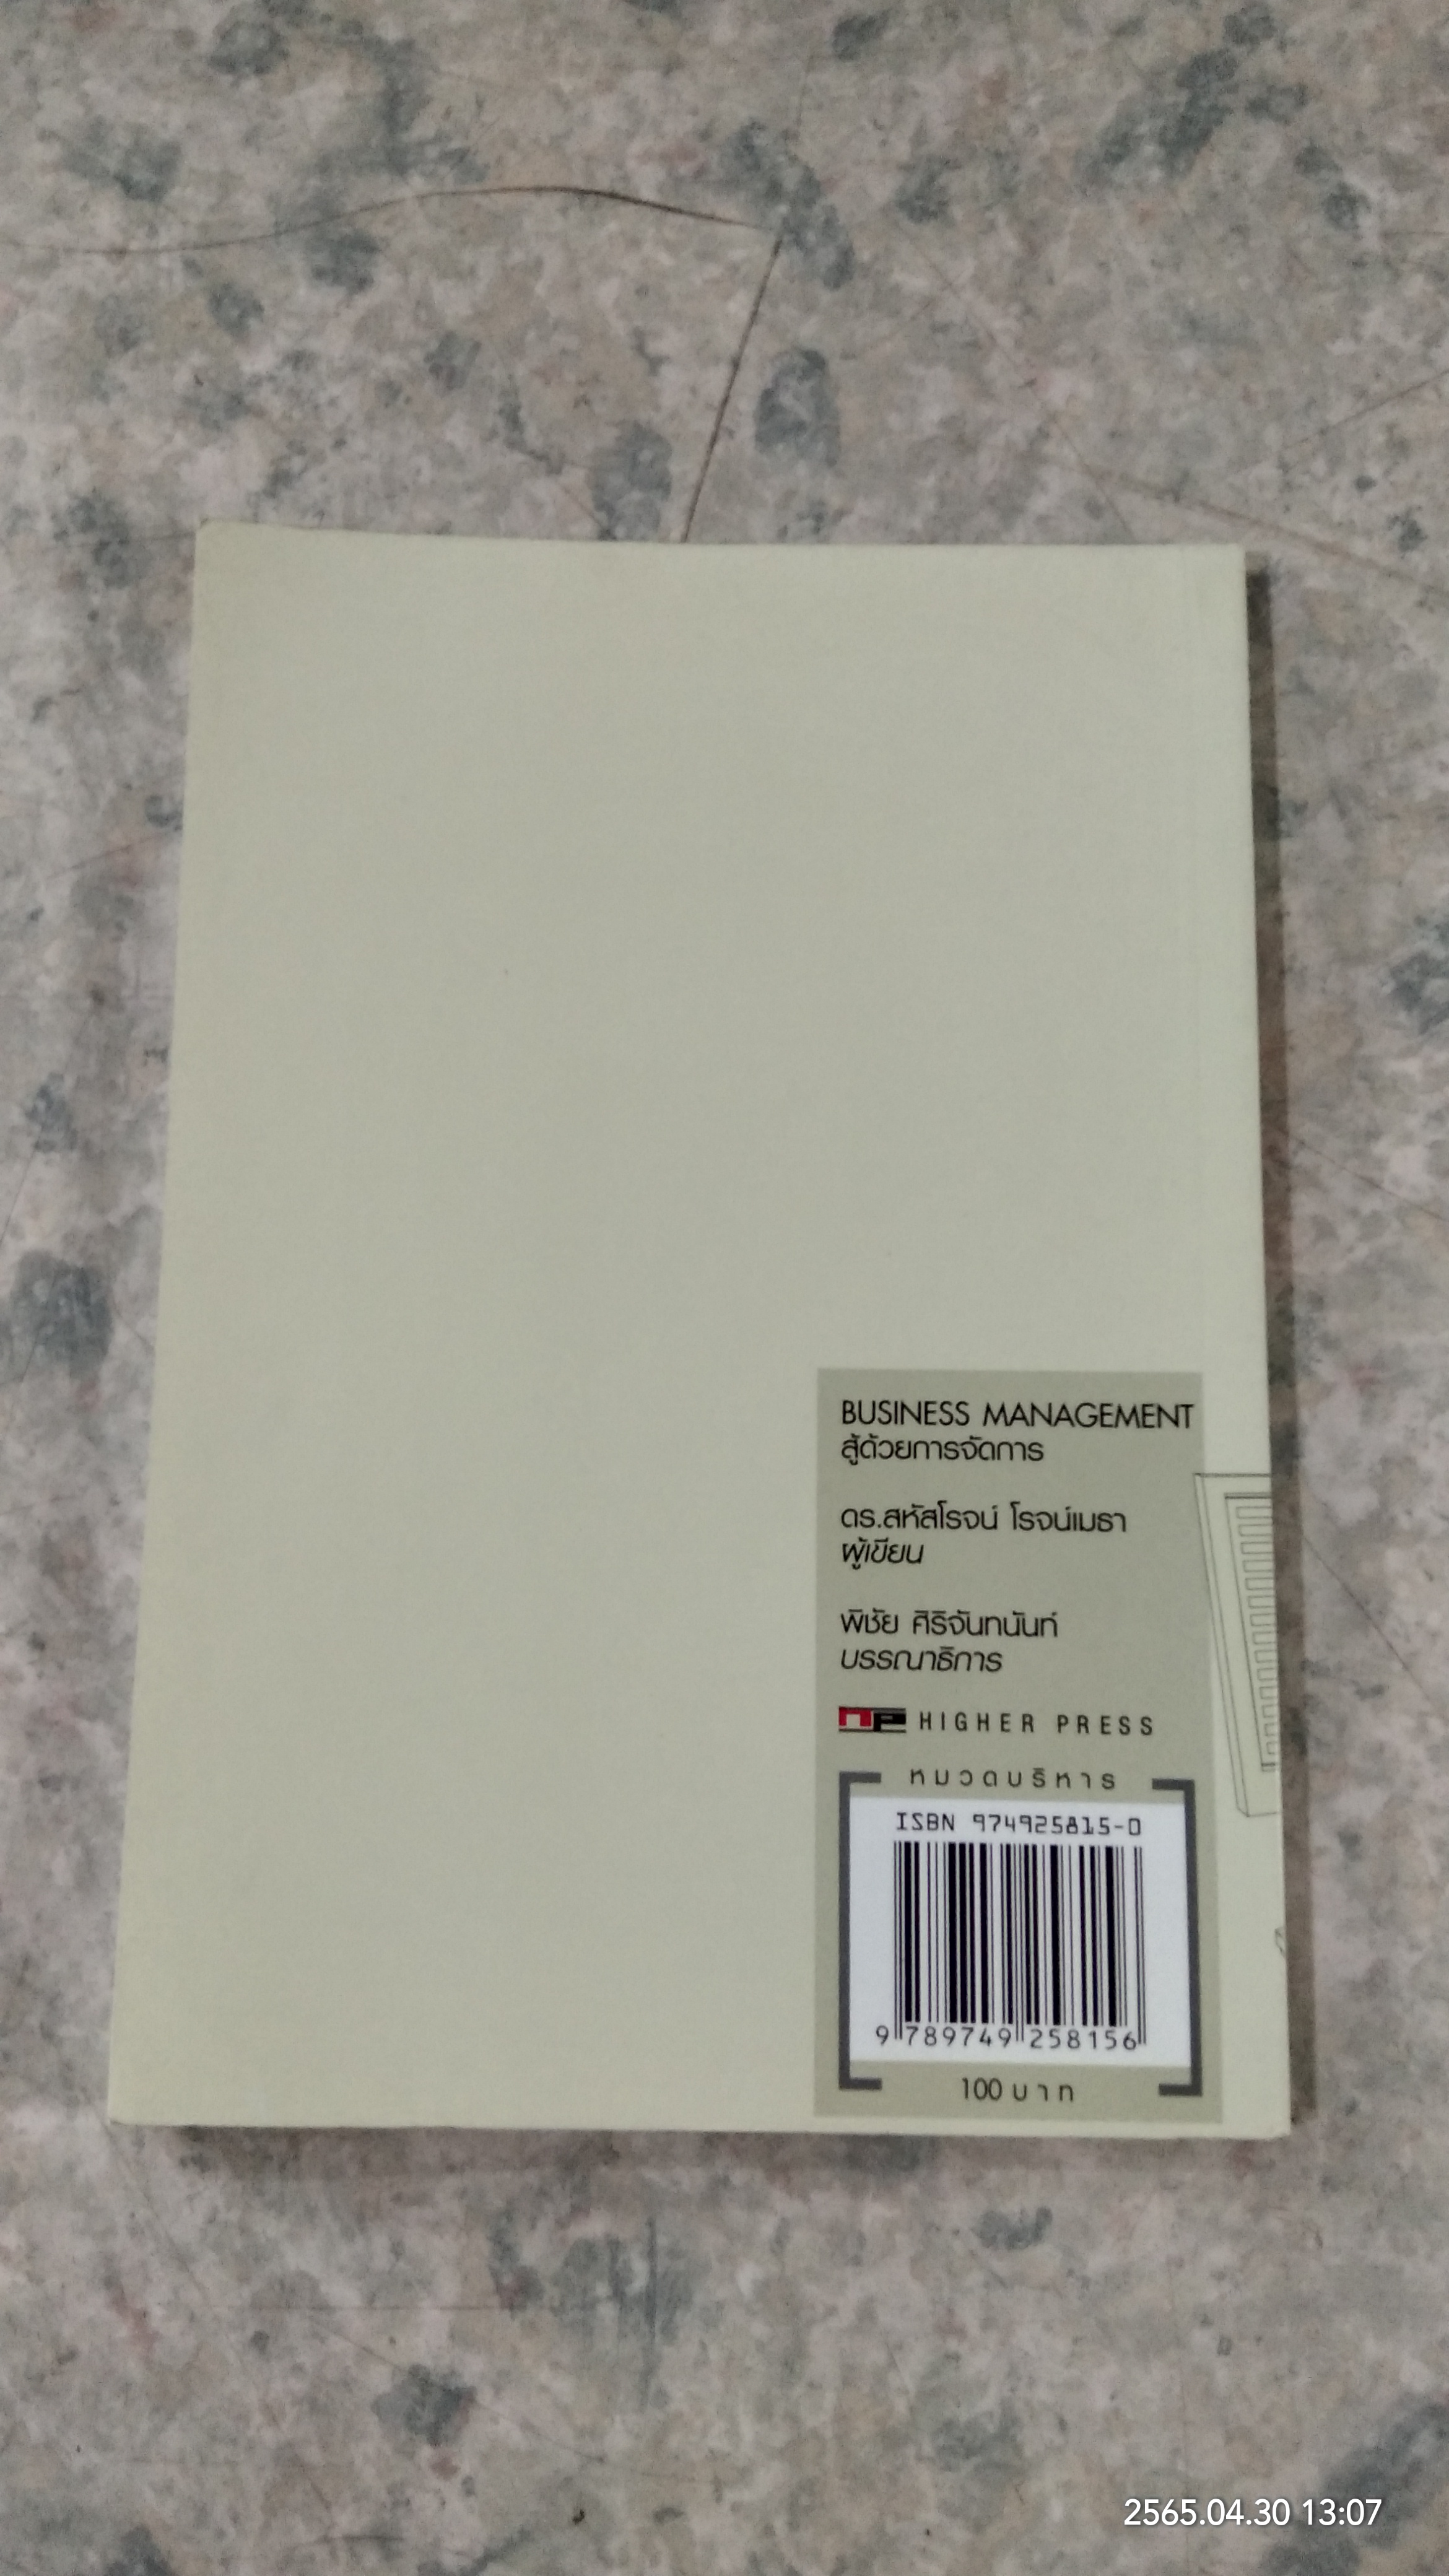 BUSINESS MANAGEMENT
สู้ด้วยการจัดการ
ดร.สหัสโรจน์ โรจน์เมธา
ผู้เขียน
พิชัย ศิริจันทนันท์
บรรณาธิการ
HIGHER PRESS
หมวดบริหาร
ISBN 974925815-0
9 789749 258156
100 บาท
2565.04.30 13:07